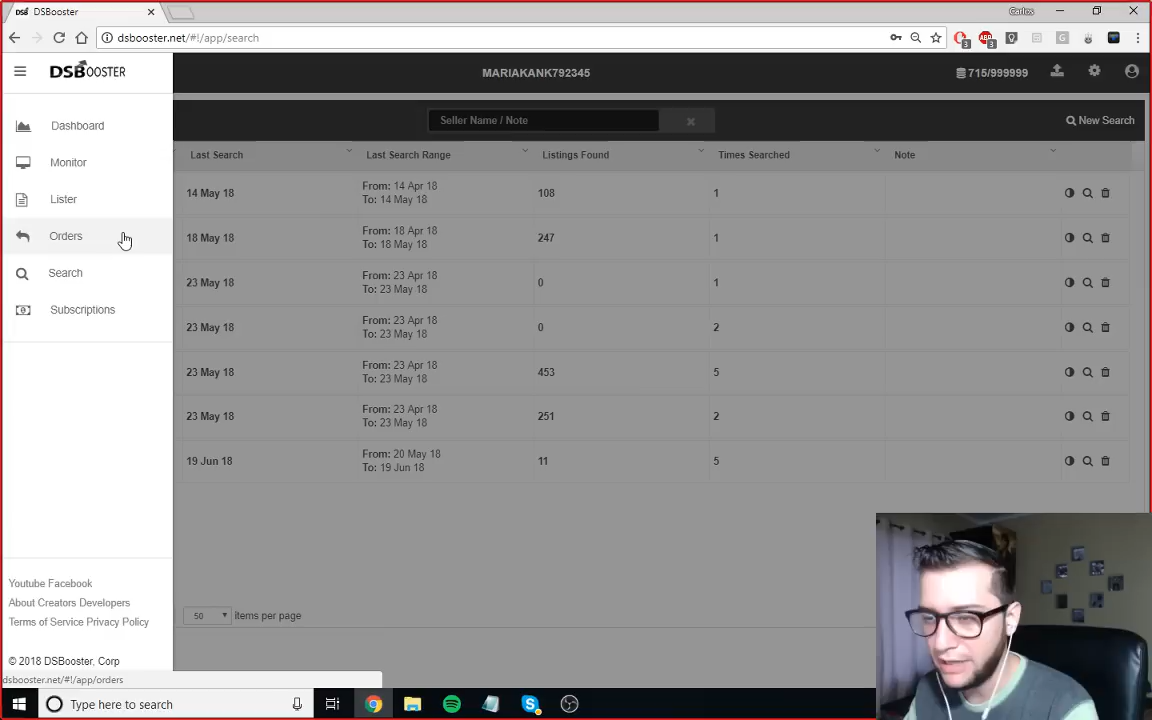 DSB DSBooster
Carlos
dsbooster.net/#!/app/search
3 ABP 3
DSBOOSTER
MARIAKANK792345
715/999999
Dashboard
Monitor
Lister
Orders
Search
Subscriptions
Seller Name / Note
New Search
Last Search Last Search Range Listings Found Times Searched Note
14 May 18 From: 14 Apr 18 To: 14 May 18 108 1
18 May 18 From: 18 Apr 18 To: 18 May 18 247 1
23 May 18 From: 23 Apr 18 To: 23 May 18 0 1
23 May 18 From: 23 Apr 18 To: 23 May 18 0 2
23 May 18 From: 23 Apr 18 To: 23 May 18 453 5
23 May 18 From: 23 Apr 18 To: 23 May 18 251 2
19 Jun 18 From: 20 May 18 To: 19 Jun 18 11 5
50 items per page
Youtube Facebook
About Creators Developers
Terms of Service Privacy Policy
© 2018 DSBooster, Corp
dsbooster.net/#!/app/orders
Type here to search